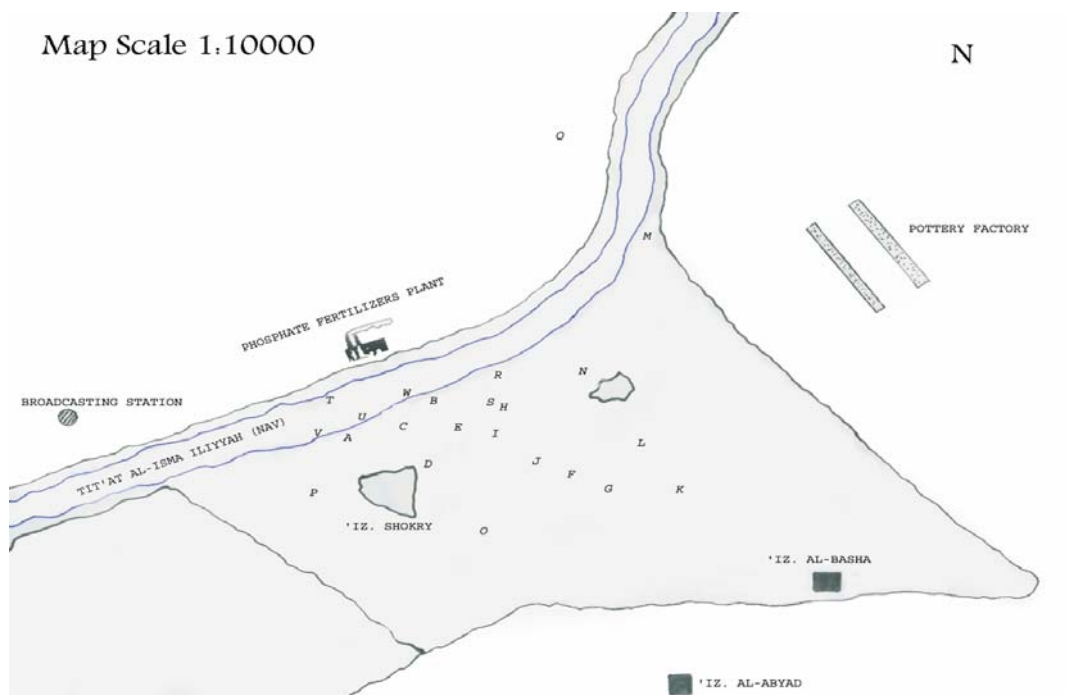 Map Scale 1:10000
N
Q
POTTERY FACTORY
M
PHOSPHATE FERTILIZERS PLANT
BROADCASTING STATION
R
N
T
W
B
S
H
U
C
E
I
V
A
L
TIT'AT AL-ISMA ILIYYAH (NAV)
D
J
F
P
G
K
'IZ. SHOKRY
O
'IZ. AL-BASHA
'IZ. AL-ABYAD